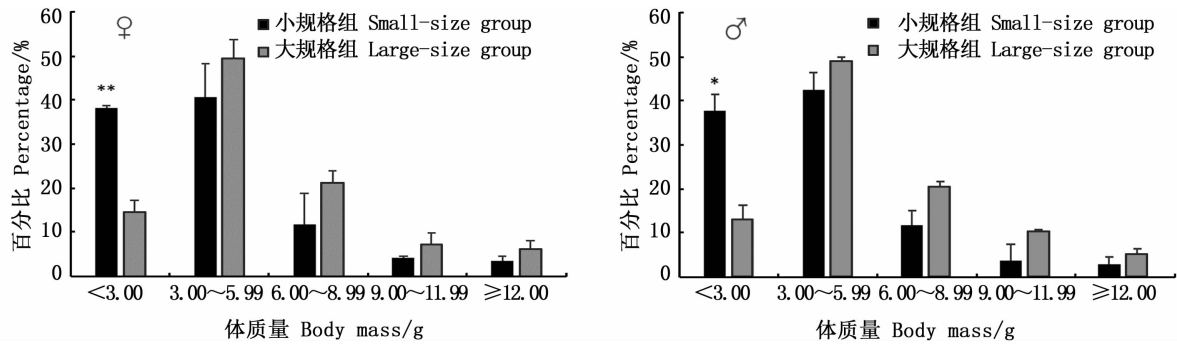 ♀
小规格组 Small-size group
大规格组 Large-size group
60
50
40
30
20
10
0
**
百分比 Percentage/%
<3.00 3.00～5.99 6.00～8.99 9.00～11.99 ≥12.00
体质量 Body mass/g
♂
小规格组 Small-size group
大规格组 Large-size group
60
50
40
30
20
10
0
*
百分比 Percentage/%
<3.00 3.00～5.99 6.00～8.99 9.00～11.99 ≥12.00
体质量 Body mass/g